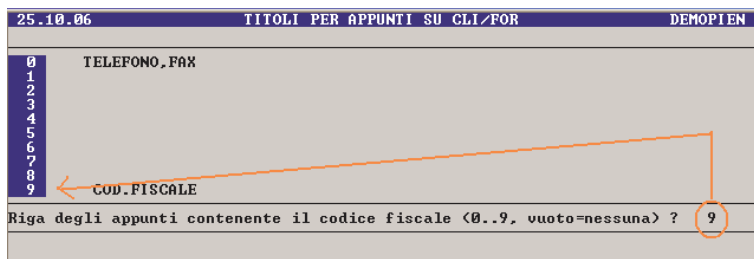 25.10.06 TITOLI PER APPUNTI SU CLI/FOR DEMOPIEN
0 TELEFONO,FAX
1
2
3
4
5
6
7
8
9 COD.FISCALE
Riga degli appunti contenente il codice fiscale (0..9, vuoto=nessuna) ? 9